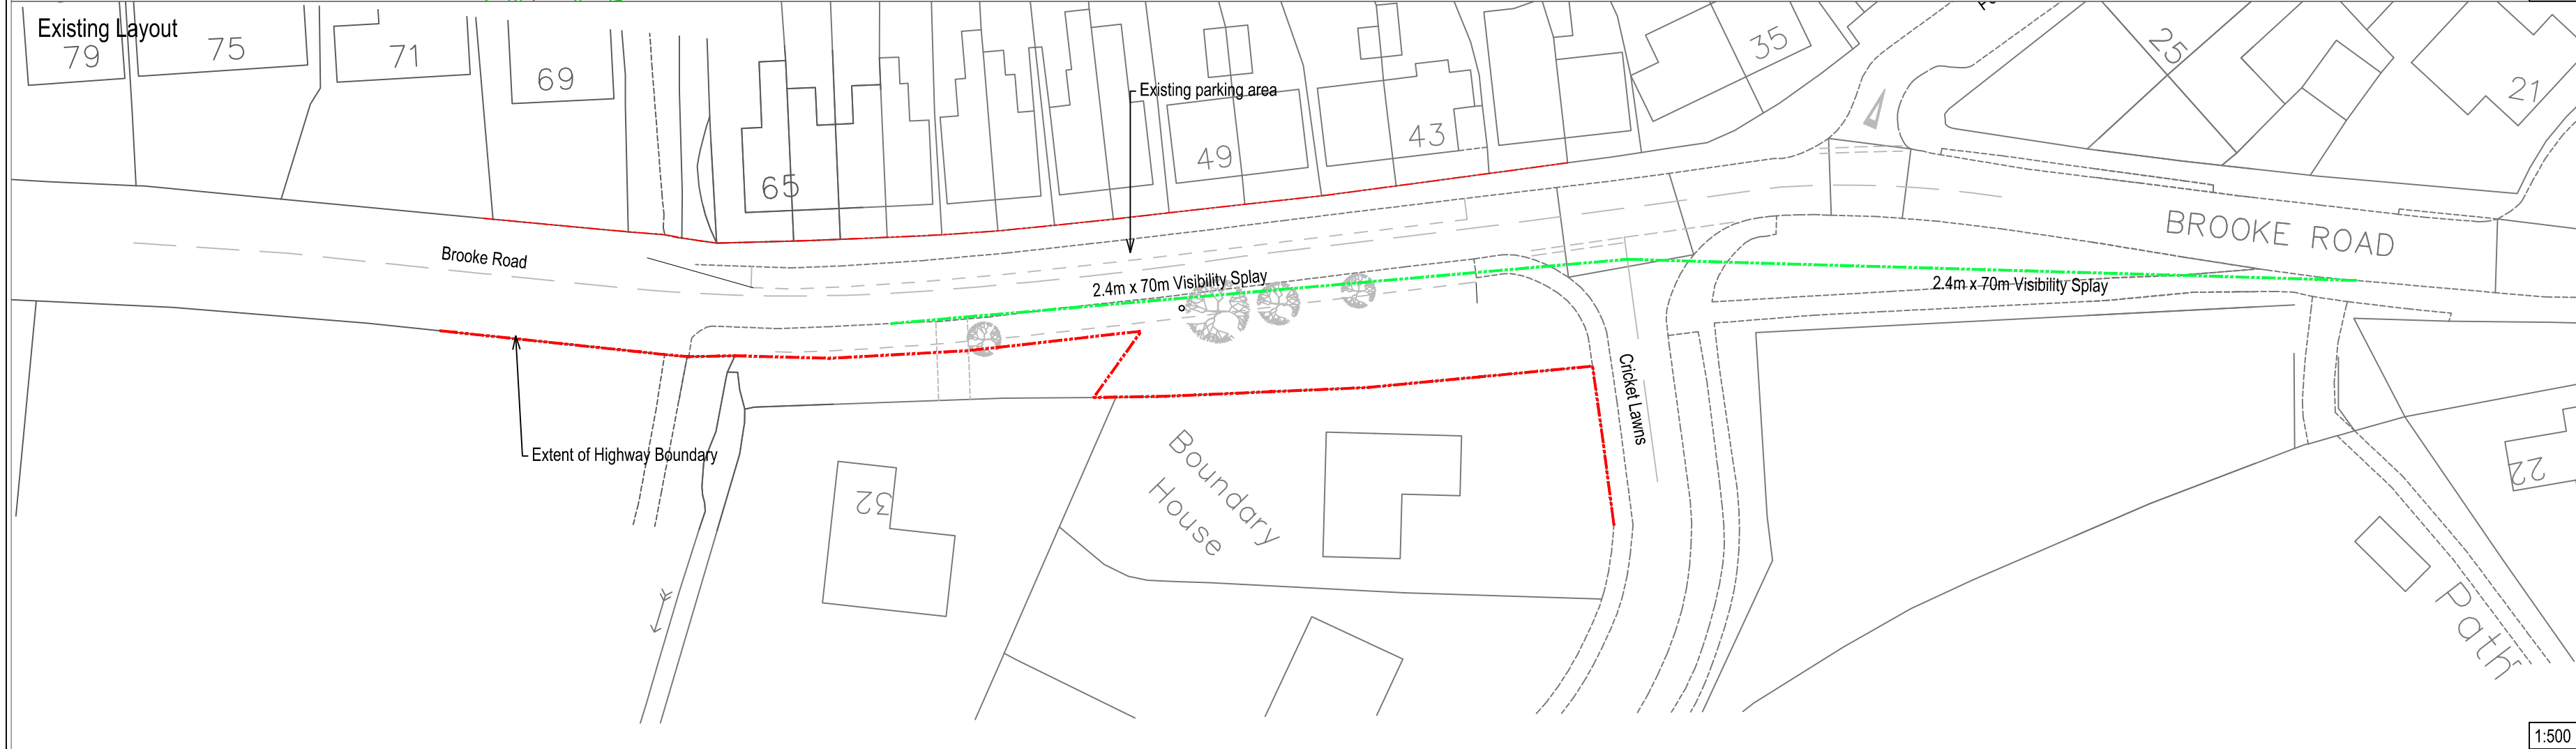 Existing Layout
79
75
71
69
65
Existing parking area
49
43
35
25
21
Brooke Road
2.4m x 70m Visibility Splay
BROOKE ROAD
2.4m x 70m Visibility Splay
Extent of Highway Boundary
Cricket Lawns
Boundary
House
32
22
Path
1:500